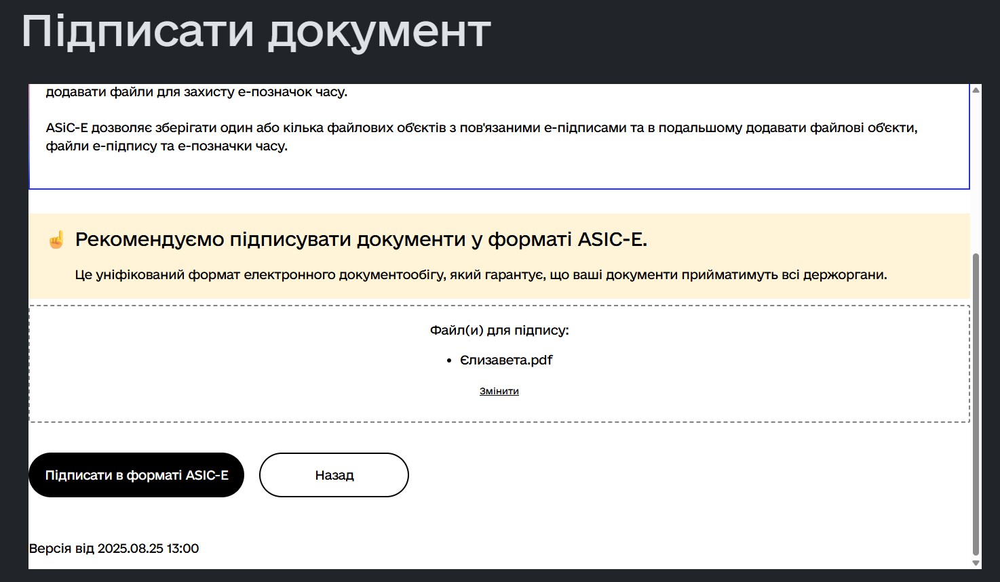 Підписати документ
додавати файли для захисту е-позначок часу.
ASiC-E дозволяє зберігати один або кілька файлових об'єктів з пов'язаними е-підписами та в подальшому додавати файлові об'єкти,
файли е-підпису та е-позначки часу.
Рекомендуємо підписувати документи у форматі ASIC-E.
Це уніфікований формат електронного документообігу, який гарантує, що ваші документи прийматимуть всі держоргани.
Файл(и) для підпису:
• Єлизавета.pdf
Змінити
Підписати в форматі ASIC-E
Назад
Версія від 2025.08.25 13:00